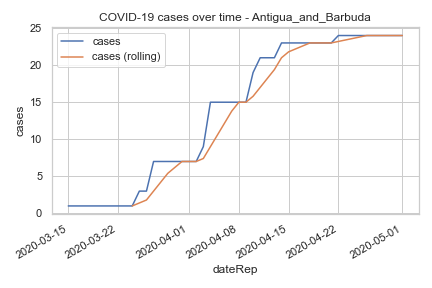 COVID-19 cases over time - Antigua_and_Barbuda
cases
cases (rolling)
25
20
15
10
5
0
cases
2020-03-15
2020-03-22
2020-04-01
2020-04-08
2020-04-15
2020-04-22
2020-05-01
dateRep